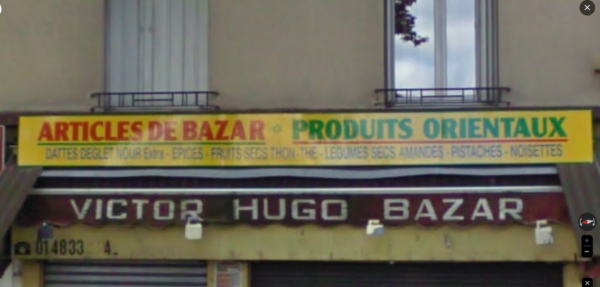 ARTICLES DE BAZAR * PRODUITS ORIENTAUX
DATTES DEGLET NOUR Extra - EPICES - FRUITS SECS THON - THE - LEGUMES SECS AMANDES - PISTACHES - NOISETTES
VICTOR HUGO BAZAR
014833